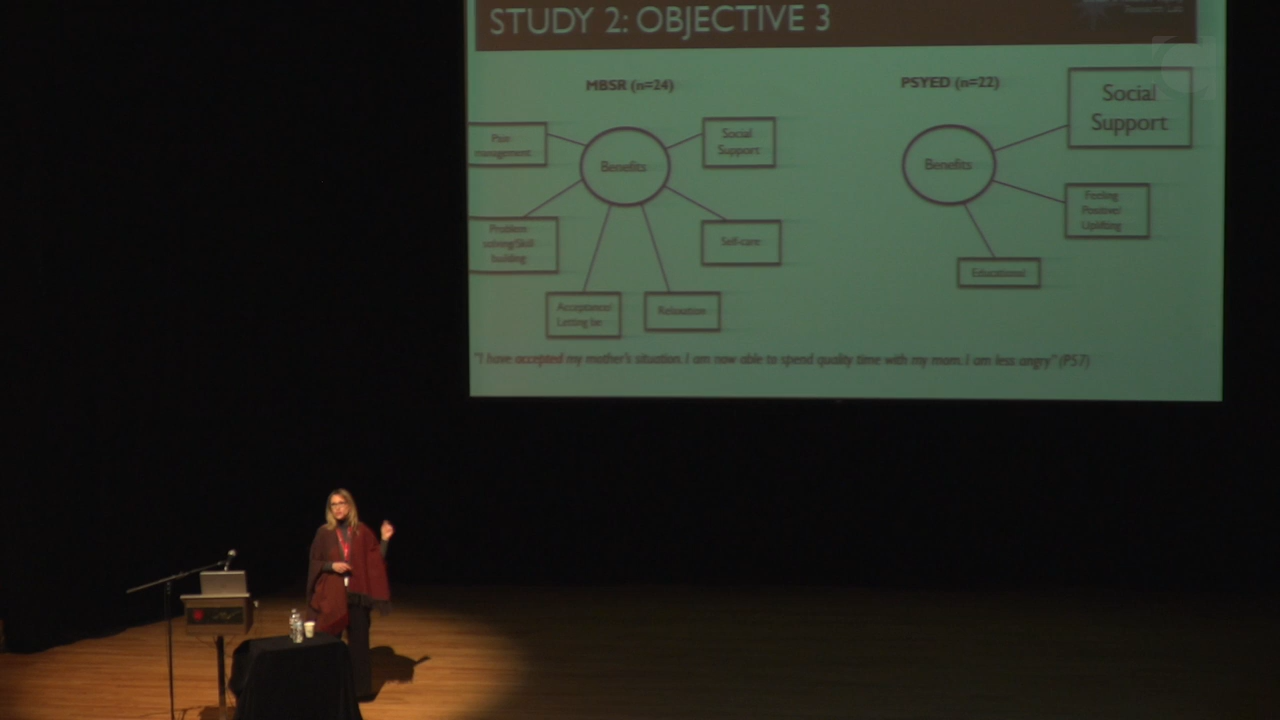 STUDY 2: OBJECTIVE 3
Research Lab
MBSR (n=24)
Pain
management
Benefits
Social
Support
Problem
solving/Skill
building
Self-care
Acceptance/
Letting be
Relaxation
PSYED (n=22)
Benefits
Social
Support
Feeling
Positive/
Uplifting
Educational
"I have accepted my mother's situation. I am now able to spend quality time with my mom. I am less angry" (P57)